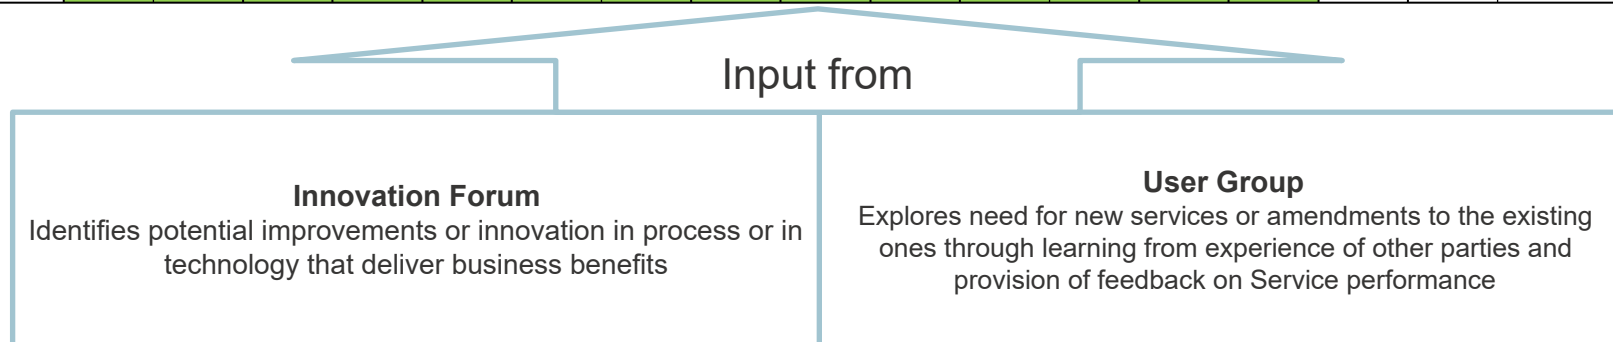 Input from
Innovation Forum
Identifies potential improvements or innovation in process or in
technology that deliver business benefits
User Group
Explores need for new services or amendments to the existing
ones through learning from experience of other parties and
provision of feedback on Service performance